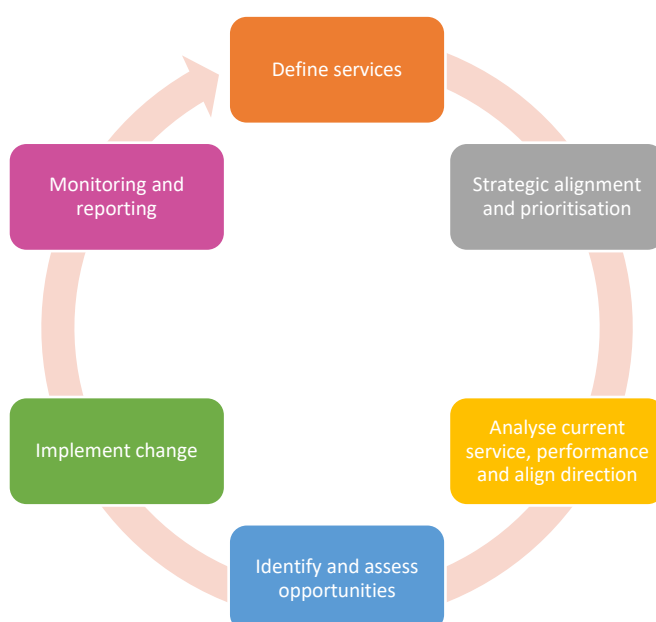 Define services
Strategic alignment
and prioritisation
Analyse current
service, performance
and align direction
Identify and assess
opportunities
Implement change
Monitoring and
reporting